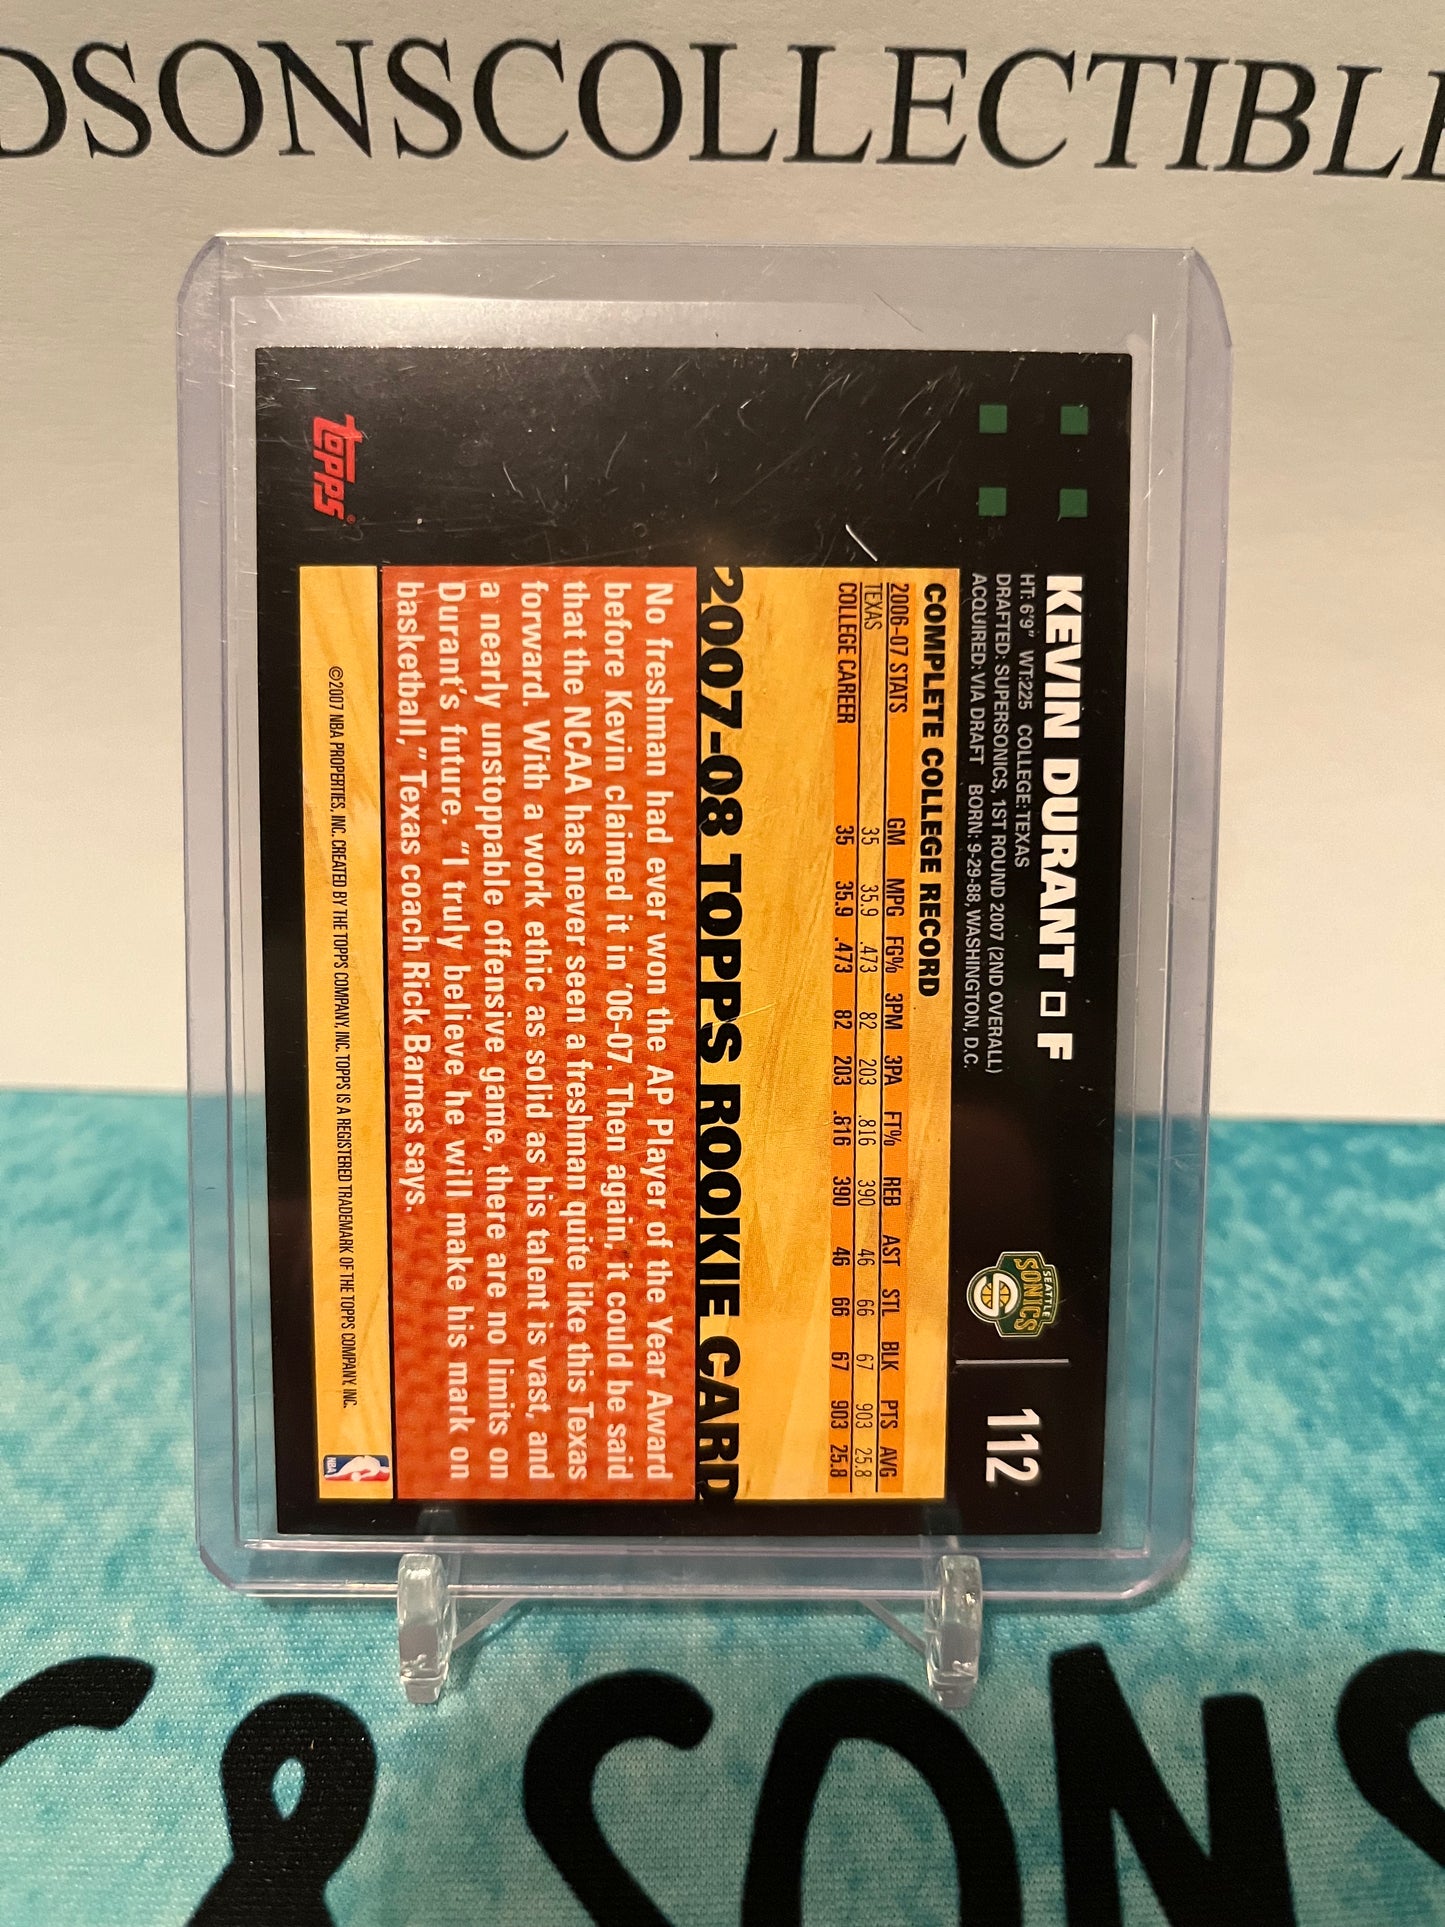 DSONSCOLLECTIBLE
KEVIN DURANT F
HT: 6'9" WT:225 COLLEGE: TEXAS
DRAFTED: SUPERSONICS, 1ST ROUND 2007 (2ND OVERALL)
ACQUIRED: VIA DRAFT BORN: 9-29-88, WASHINGTON, D.C.
SEATTLE
SONICS
112
COMPLETE COLLEGE RECORD
2006-07 STATS GM MPG FG% 3PM 3PA FT% REB AST STL BLK PTS AVG
TEXAS 35 35.9 .473 82 203 .816 390 46 66 67 903 25.8
COLLEGE CAREER 35 35.9 .473 82 203 .816 390 46 66 67 903 25.8
2007-08 TOPPS ROOKIE CARD
No freshman had ever won the AP Player of the Year Award
before Kevin claimed it in '06-07. Then again, it could be said
that the NCAA has never seen a freshman quite like this Texas
forward. With a work ethic as solid as his talent is vast, and
a nearly unstoppable offensive game, there are no limits on
Durant's future. "I truly believe he will make his mark on
basketball," Texas coach Rick Barnes says.
©2007 NBA PROPERTIES, INC. CREATED BY THE TOPPS COMPANY, INC. TOPPS IS A REGISTERED TRADEMARK OF THE TOPPS COMPANY, INC.
topps®
NBA
& SONS